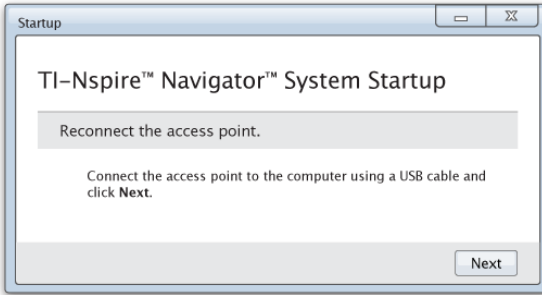 Startup
TI-Nspire™ Navigator™ System Startup
Reconnect the access point.
Connect the access point to the computer using a USB cable and
click Next.
Next